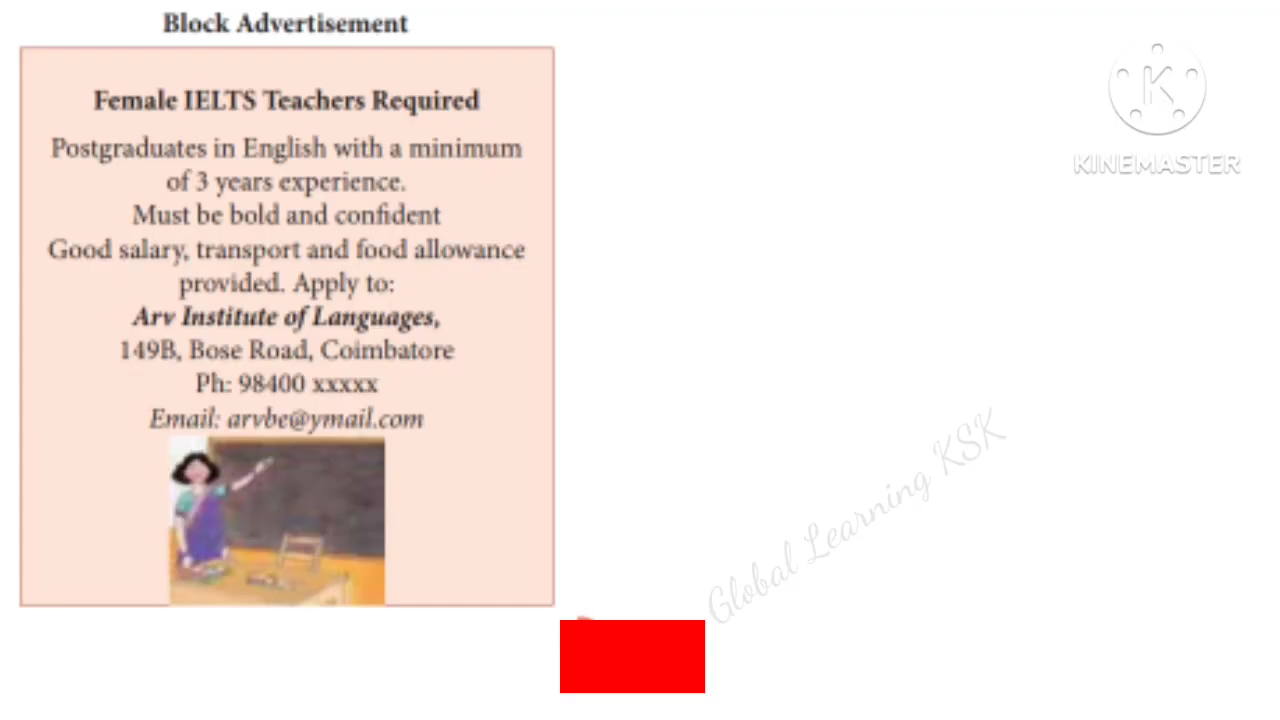 Block Advertisement
Female IELTS Teachers Required
Postgraduates in English with a minimum
of 3 years experience.
Must be bold and confident
Good salary, transport and food allowance
provided. Apply to:
Arv Institute of Languages,
149B, Bose Road, Coimbatore
Ph: 98400 xxxxx
Email: arvbe@ymail.com
K
KINEMASTER
Global Learning KSK